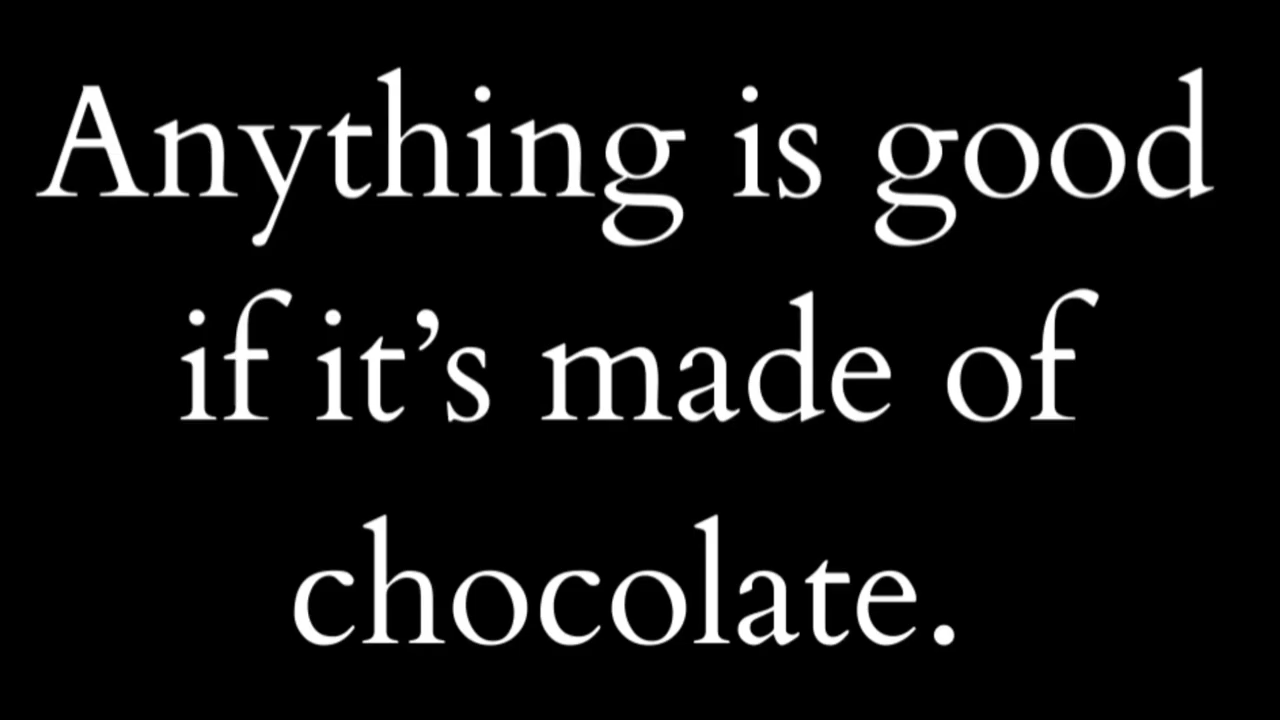 Anything is good
if it’s made of
chocolate.